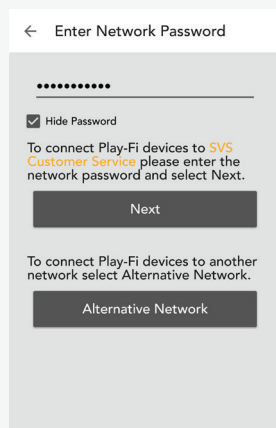 Enter Network Password
•••••••••••
Hide Password
To connect Play-Fi devices to SVS
Customer Service please enter the
network password and select Next.
Next
To connect Play-Fi devices to another
network select Alternative Network.
Alternative Network